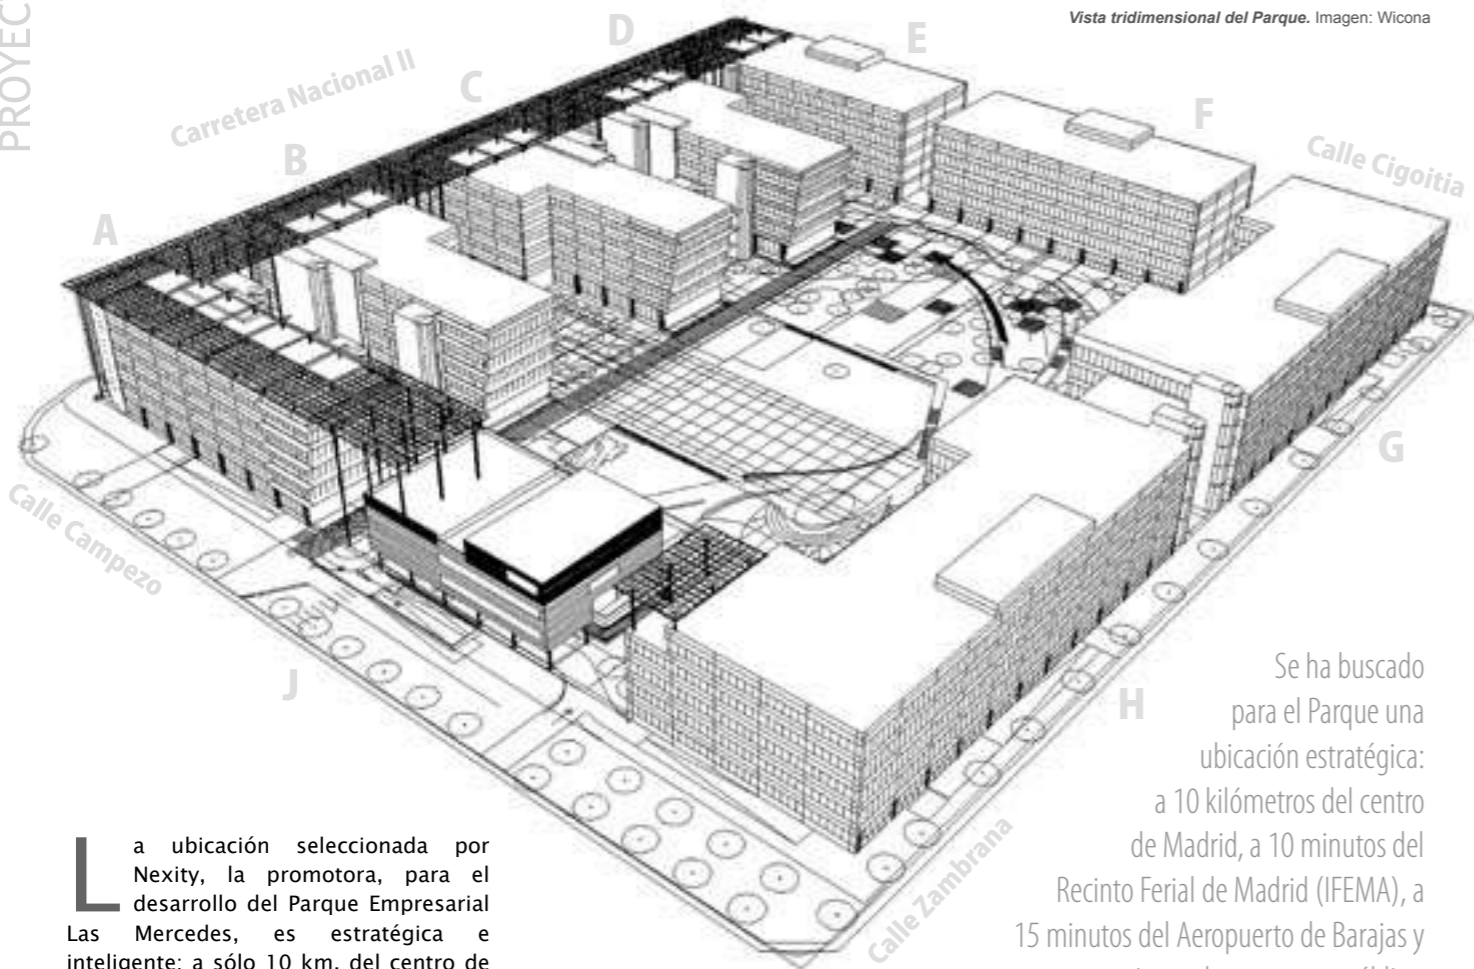 PROYEC
Vista tridimensional del Parque. Imagen: Wicona
D
E
Carretera Nacional II
C
F
B
Calle Cigoitia
A
G
Calle Campezo
J
H
Calle Zambrana
Se ha buscado
para el Parque una
ubicación estratégica:
a 10 kilómetros del centro
de Madrid, a 10 minutos del
Recinto Ferial de Madrid (IFEMA), a
15 minutos del Aeropuerto de Barajas y
La ubicación seleccionada por
Nexity, la promotora, para el
desarrollo del Parque Empresarial
Las Mercedes, es estratégica e
inteligente: a sólo 10 km. del centro de